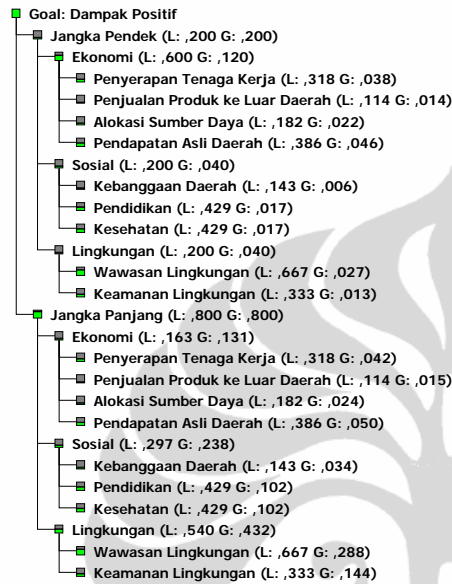 Goal: Dampak Positif
Jangka Pendek (L: ,200 G: ,200)
Ekonomi (L: ,600 G: ,120)
Penyerapan Tenaga Kerja (L: ,318 G: ,038)
Penjualan Produk ke Luar Daerah (L: ,114 G: ,014)
Alokasi Sumber Daya (L: ,182 G: ,022)
Pendapatan Asli Daerah (L: ,386 G: ,046)
Sosial (L: ,200 G: ,040)
Kebanggaan Daerah (L: ,143 G: ,006)
Pendidikan (L: ,429 G: ,017)
Kesehatan (L: ,429 G: ,017)
Lingkungan (L: ,200 G: ,040)
Wawasan Lingkungan (L: ,667 G: ,027)
Keamanan Lingkungan (L: ,333 G: ,013)
Jangka Panjang (L: ,800 G: ,800)
Ekonomi (L: ,163 G: ,131)
Penyerapan Tenaga Kerja (L: ,318 G: ,042)
Penjualan Produk ke Luar Daerah (L: ,114 G: ,015)
Alokasi Sumber Daya (L: ,182 G: ,024)
Pendapatan Asli Daerah (L: ,386 G: ,050)
Sosial (L: ,297 G: ,238)
Kebanggaan Daerah (L: ,143 G: ,034)
Pendidikan (L: ,429 G: ,102)
Kesehatan (L: ,429 G: ,102)
Lingkungan (L: ,540 G: ,432)
Wawasan Lingkungan (L: ,667 G: ,288)
Keamanan Lingkungan (L: ,333 G: ,144)